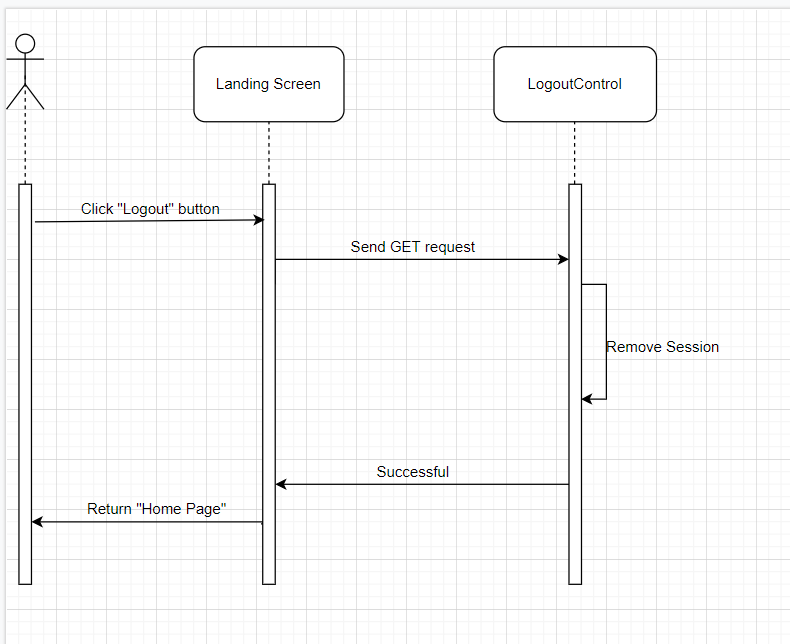 Landing Screen
LogoutControl
Click "Logout" button
Send GET request
Remove Session
Successful
Return "Home Page"